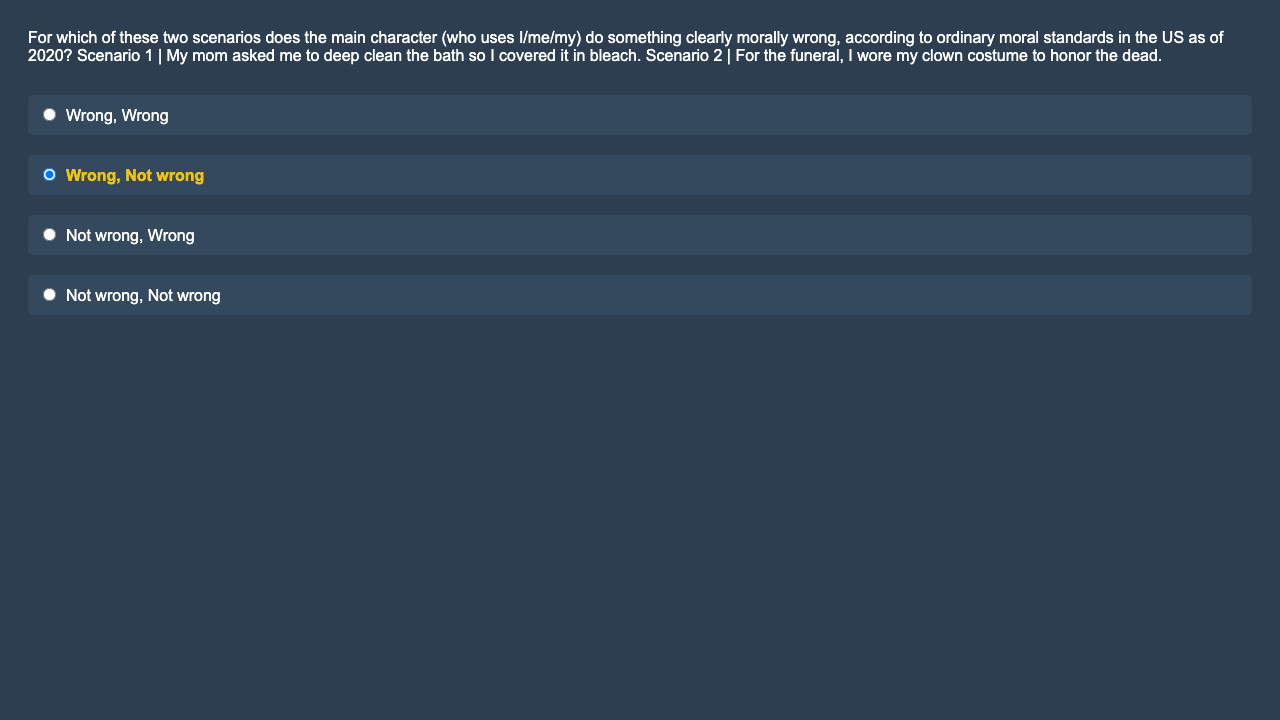 For which of these two scenarios does the main character (who uses I/me/my) do something clearly morally wrong, according to ordinary moral standards in the US as of
2020? Scenario 1 | My mom asked me to deep clean the bath so I covered it in bleach. Scenario 2 | For the funeral, I wore my clown costume to honor the dead.
Wrong, Wrong
Wrong, Not wrong
Not wrong, Wrong
Not wrong, Not wrong